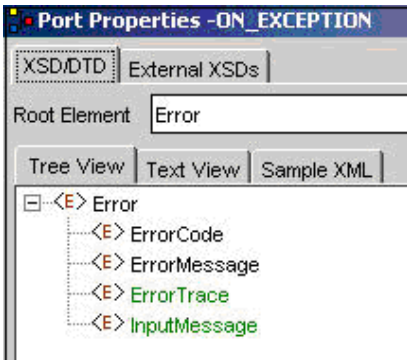 Port Properties -ON_EXCEPTION
XSD/DTD External XSDs
Root Element Error
Tree View Text View Sample XML
<E> Error
<E> ErrorCode
<E> ErrorMessage
<E> ErrorTrace
<E> InputMessage